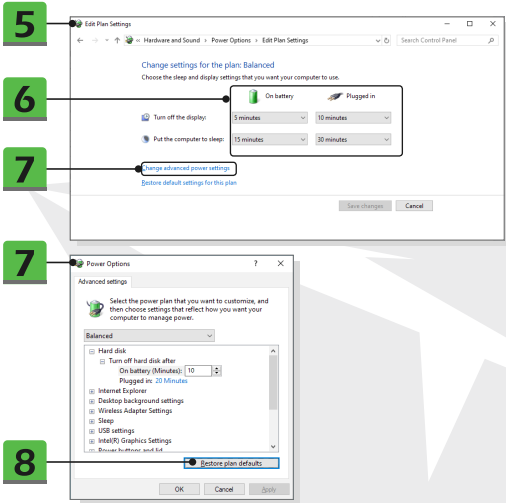 5
Edit Plan Settings
« Hardware and Sound › Power Options › Edit Plan Settings
Search Control Panel
Change settings for the plan: Balanced
Choose the sleep and display settings that you want your computer to use.
6
On battery Plugged in
Turn off the display: 5 minutes 10 minutes
Put the computer to sleep: 15 minutes 30 minutes
7
Change advanced power settings
Restore default settings for this plan
Save changes Cancel
7
Power Options ?
Advanced settings
Select the power plan that you want to customize, and
then choose settings that reflect how you want your
computer to manage power.
Balanced
Hard disk
Turn off hard disk after
On battery (Minutes): 10
Plugged in: 20 Minutes
Internet Explorer
Desktop background settings
Wireless Adapter Settings
Sleep
USB settings
Intel(R) Graphics Settings
Power buttons and lid
8
Restore plan defaults
OK Cancel Apply